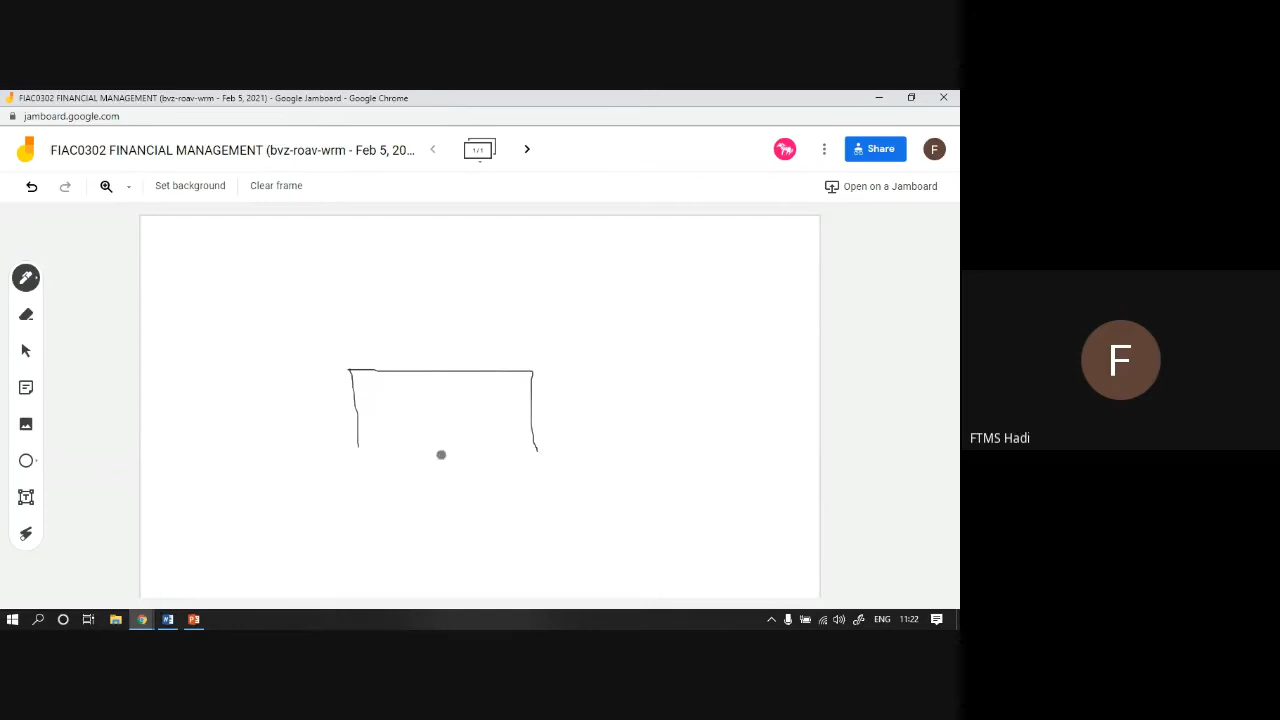 FIAC0302 FINANCIAL MANAGEMENT (bvz-roav-wrm - Feb 5, 2021) - Google Jamboard - Google Chrome
jamboard.google.com
FIAC0302 FINANCIAL MANAGEMENT (bvz-roav-wrm - Feb 5, 20...
1/1
Share
F
Set background
Clear frame
Open on a Jamboard
T
F
FTMS Hadi
ENG
11:22